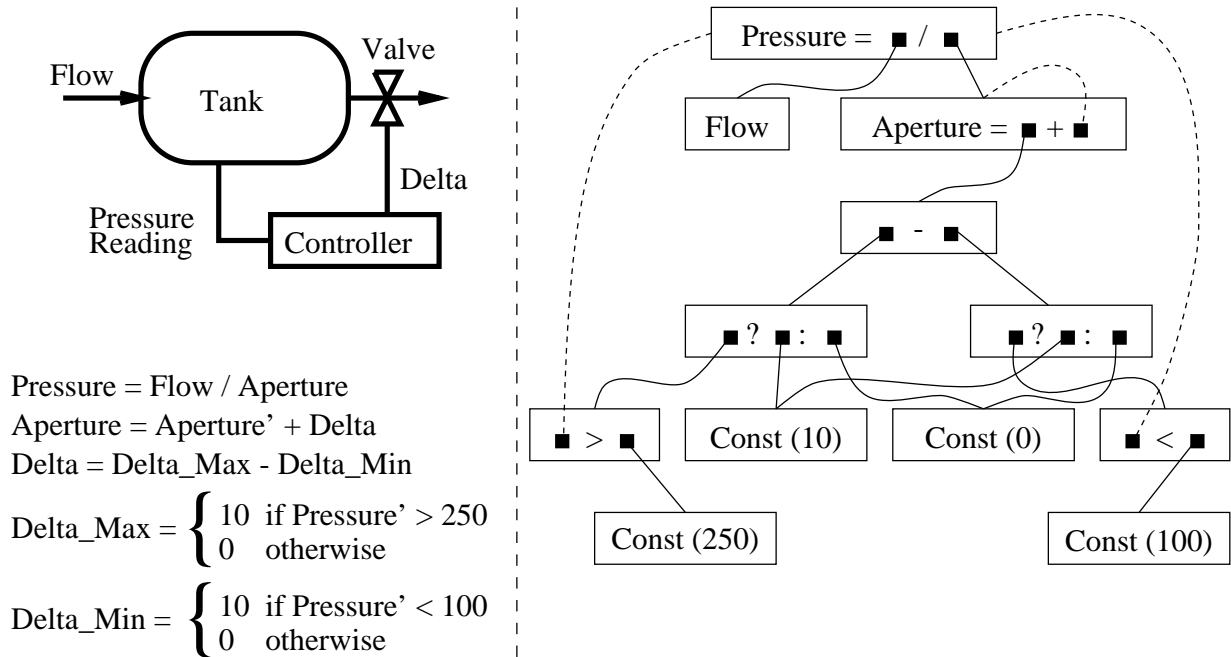 Flow
Tank
Valve
Delta
Pressure
Reading
Controller
Pressure = Flow / Aperture
Aperture = Aperture’ + Delta
Delta = Delta_Max - Delta_Min
Delta_Max = { 10 if Pressure’ > 250
0 otherwise
Delta_Min = { 10 if Pressure’ < 100
0 otherwise
Pressure = ■ / ■
Flow
Aperture = ■ + ■
■ - ■
■ ? ■ : ■
■ ? ■ : ■
■ > ■
Const (10)
Const (0)
■ < ■
Const (250)
Const (100)